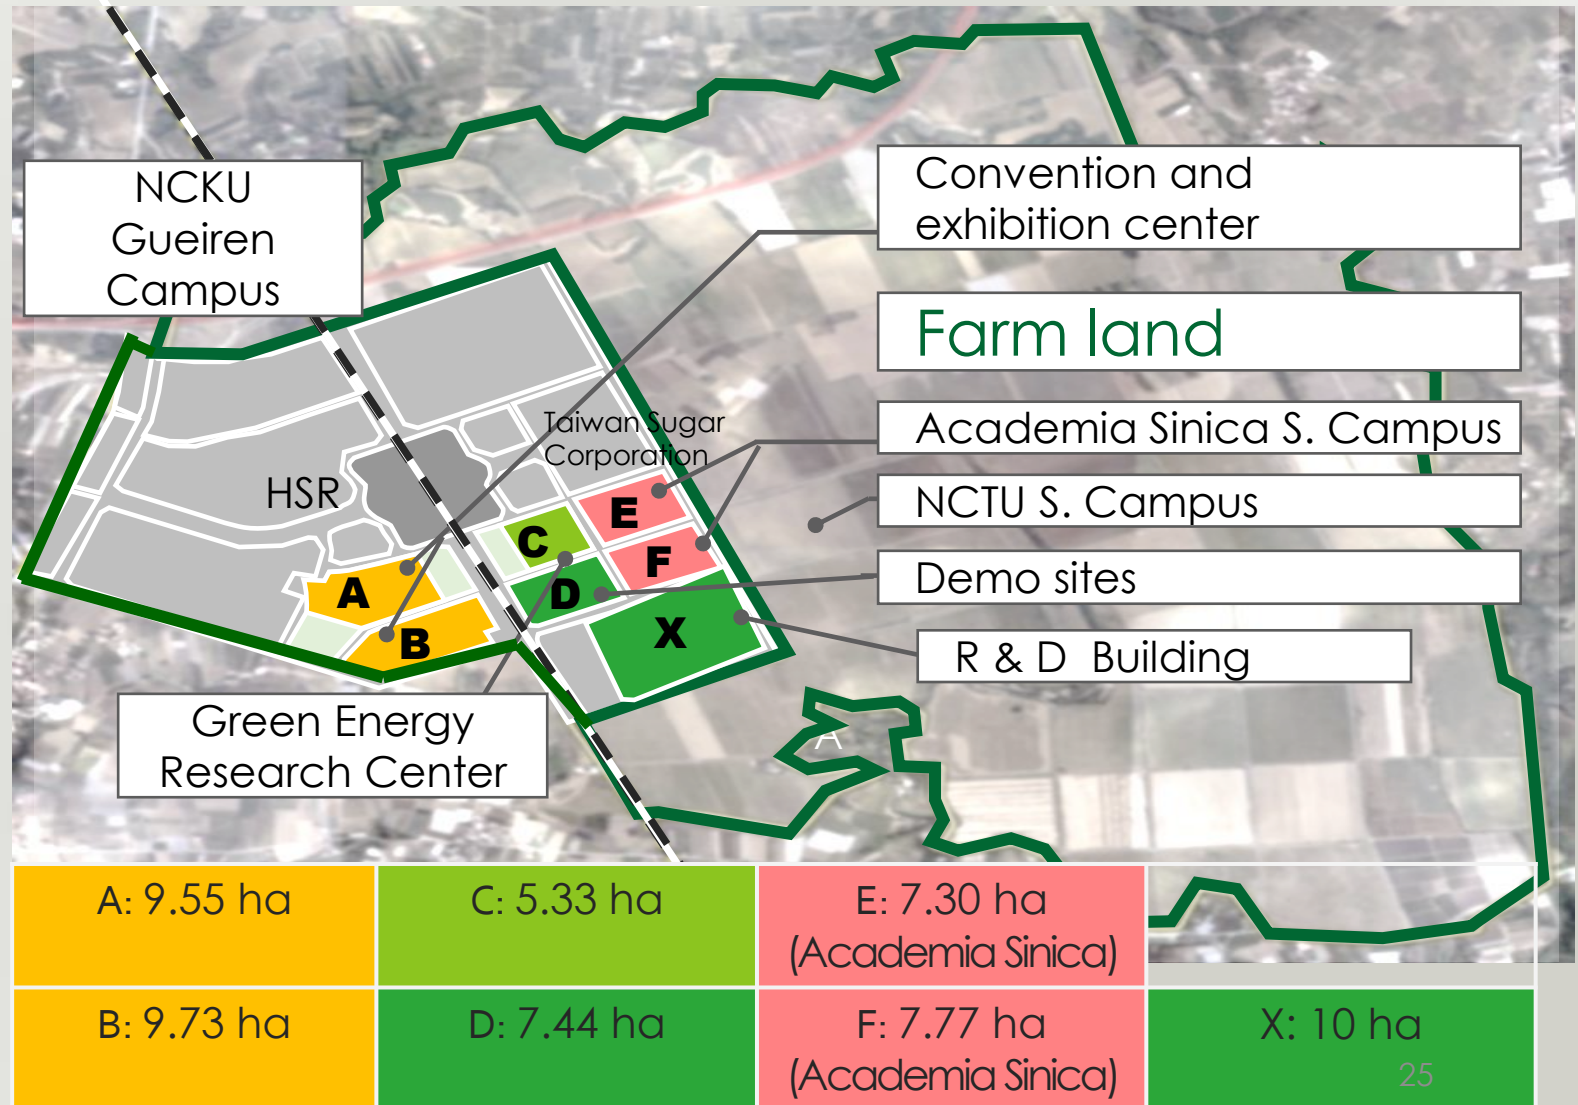 NCKU
Gueiren
Campus
Convention and
exhibition center
Farm land
Taiwan Sugar
Corporation
Academia Sinica S. Campus
HSR
NCTU S. Campus
E
C
F
Demo sites
A
D
X
B
R & D Building
Green Energy
Research Center
A
A: 9.55 ha
C: 5.33 ha
E: 7.30 ha
(Academia Sinica)
B: 9.73 ha
D: 7.44 ha
F: 7.77 ha
(Academia Sinica)
X: 10 ha
25